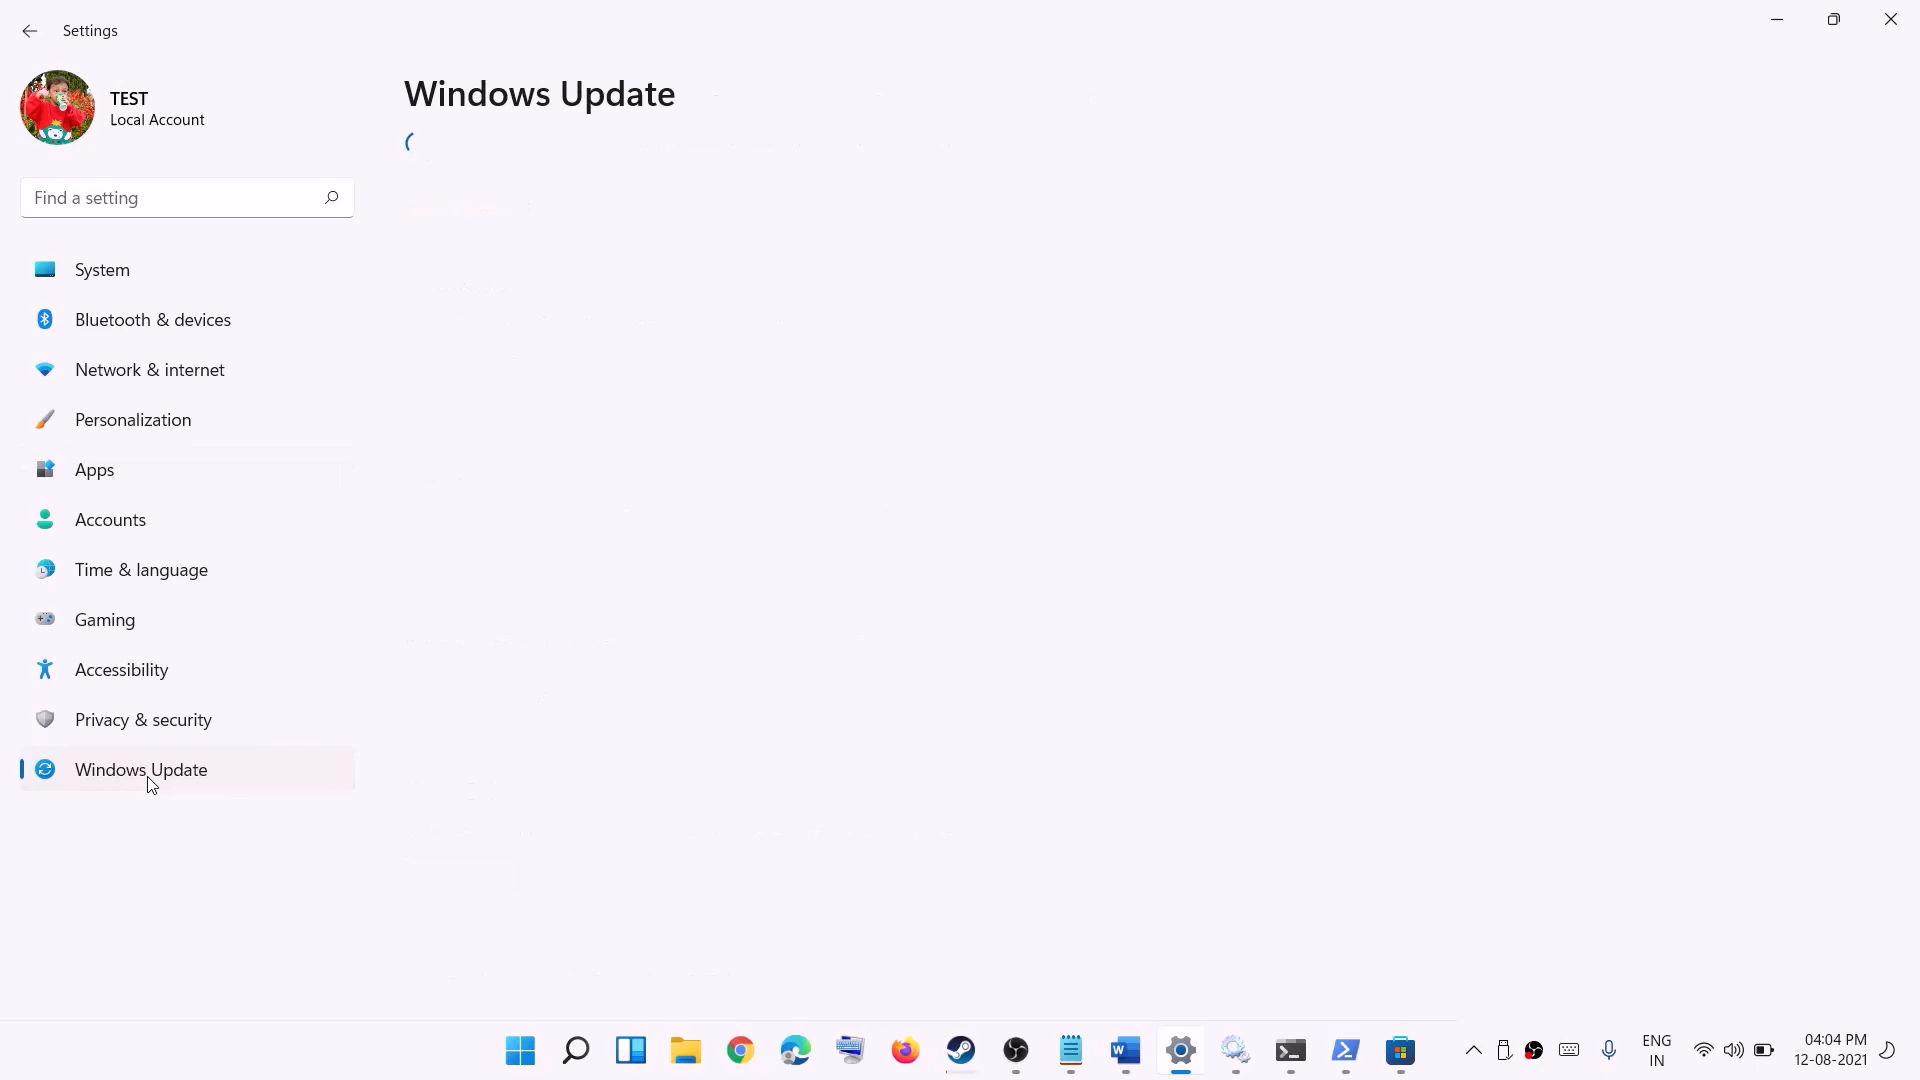 Settings
TEST
Local Account
Windows Update
Find a setting
System
Bluetooth & devices
Network & internet
Personalization
Apps
Accounts
Time & language
Gaming
Accessibility
Privacy & security
Windows Update
ENG
IN
04:04 PM
12-08-2021